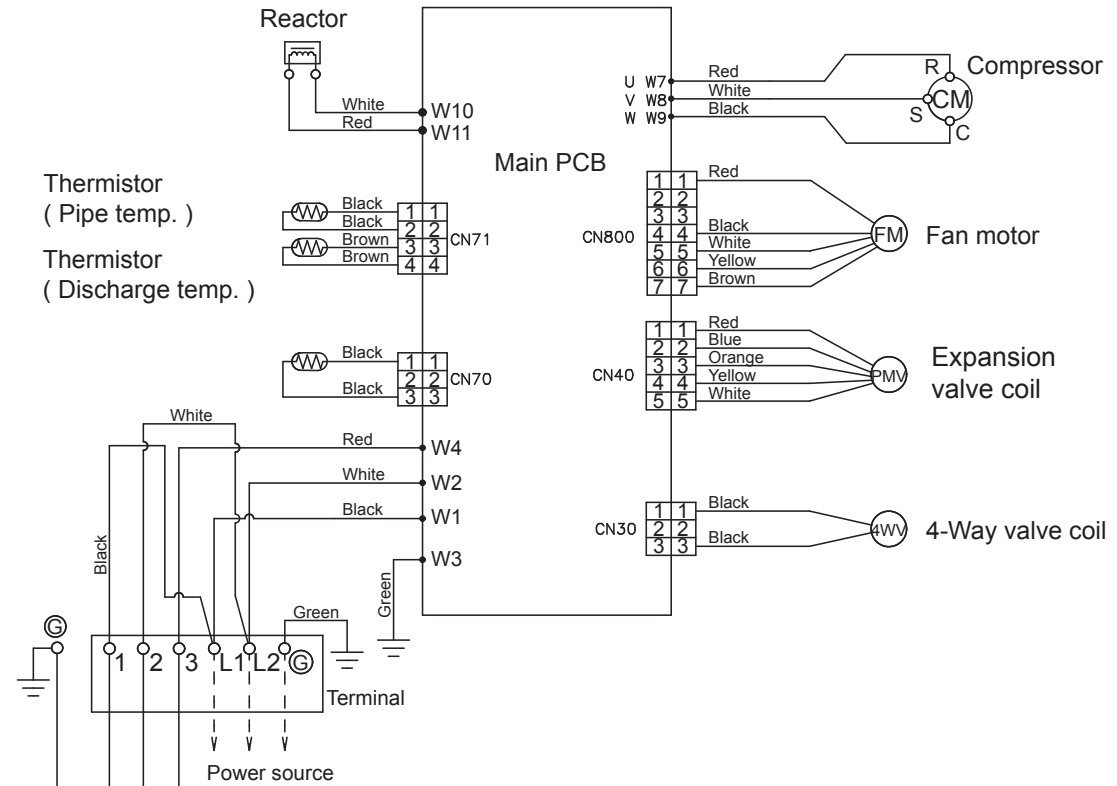 Reactor
White
Red
W10
W11
Main PCB
U W7
V W8
W W9
Red
White
Black
R
S
C
CM
Compressor
Thermistor
( Pipe temp. )
Thermistor
( Discharge temp. )
Black
Black
Brown
Brown
1 1
2 2
3 3
4 4
CN71
CN800
1 1
2 2
3 3
4 4
5 5
6 6
7 7
Red
Black
White
Yellow
Brown
FM
Fan motor
Black
Black
1 1
2 2
3 3
CN70
CN40
1 1
2 2
3 3
4 4
5 5
Red
Blue
Orange
Yellow
White
PMV
Expansion
valve coil
White
Red
W4
White
W2
Black
W1
W3
Black
Green
Green
CN30
1 1
2 2
3 3
Black
Black
4WV
4-Way valve coil
G
1 2 3 L1 L2 G
Terminal
Power source